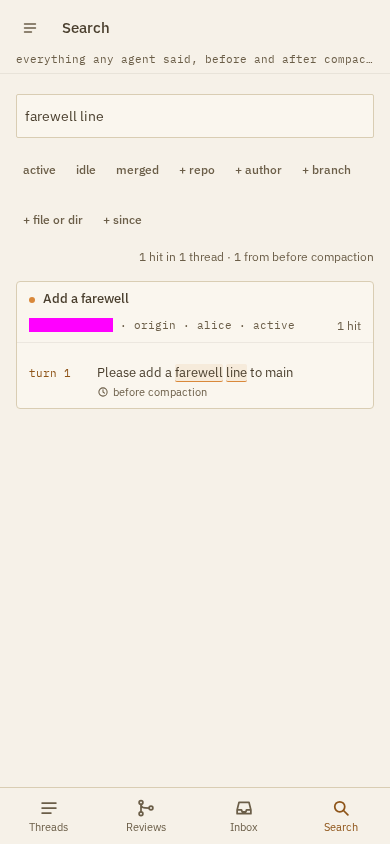 Search
everything any agent said, before and after compac…
farewell line
active idle merged + repo + author + branch
+ file or dir + since
1 hit in 1 thread · 1 from before compaction
Add a farewell
· origin · alice · active 1 hit
turn 1 Please add a farewell line to main
before compaction
Threads Reviews Inbox Search